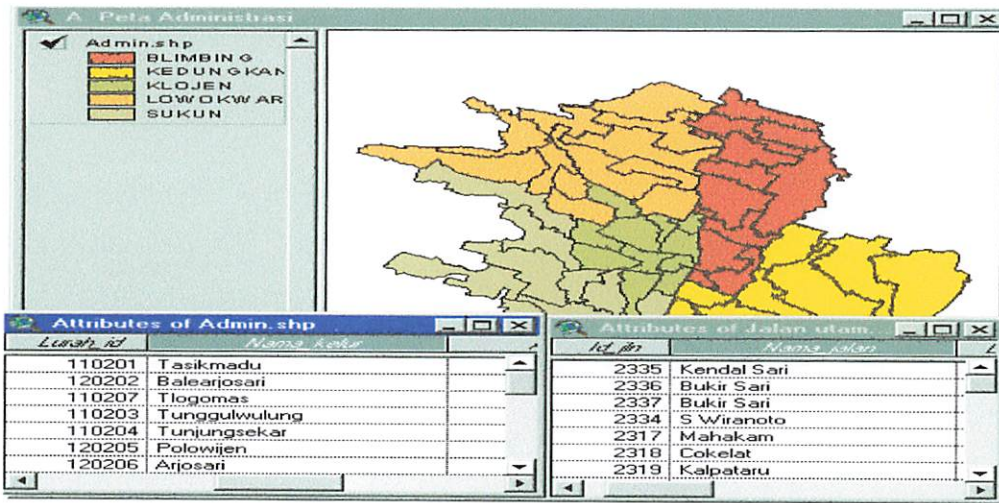 A Peta Administrasi
Admin.shp
BLIMBING
KEDUNGKAN
KLOJEN
LOWOKWAR
SUKUN
Attributes of Admin.shp
Lurah_id Nama_kelur
110201 Tasikmadu
120202 Balearjosari
110207 Tlogomas
110203 Tunggulwulung
110204 Tunjungsekar
120205 Polowijen
120206 Arjosari
Attributes of Jalan utam.
Id_jln Nama_jalan L
2335 Kendal Sari
2336 Bukir Sari
2337 Bukir Sari
2334 S Wiranoto
2317 Mahakam
2318 Cokelat
2319 Kalpataru